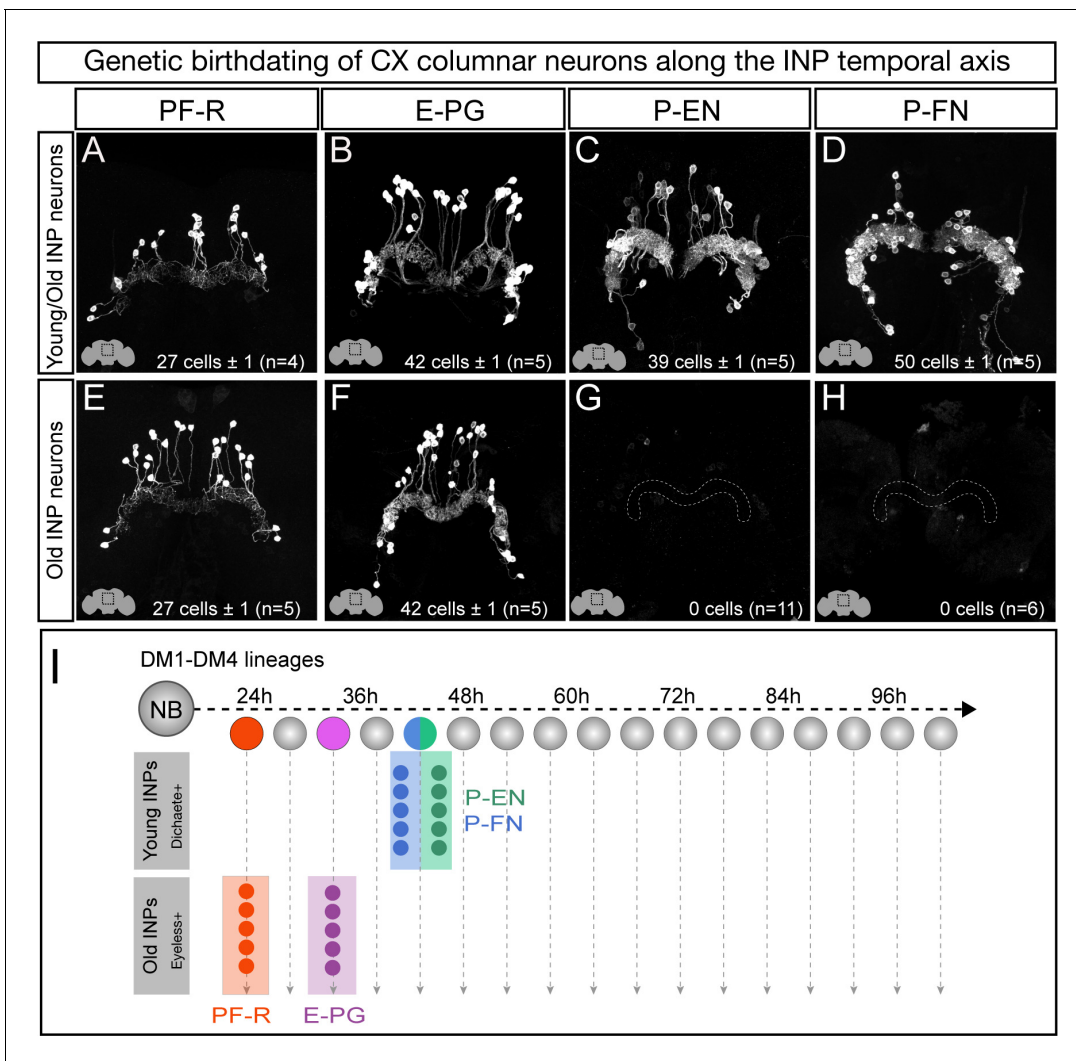 Genetic birthdating of CX columnar neurons along the INP temporal axis
PF-R
E-PG
P-EN
P-FN
Young/Old INP neurons
A
B
C
D
27 cells ± 1 (n=4)
42 cells ± 1 (n=5)
39 cells ± 1 (n=5)
50 cells ± 1 (n=5)
Old INP neurons
E
F
G
H
27 cells ± 1 (n=5)
42 cells ± 1 (n=5)
0 cells (n=11)
0 cells (n=6)
I
DM1-DM4 lineages
NB
24h
36h
48h
60h
72h
84h
96h
Young INPs
Dichaete+
P-EN
P-FN
Old INPs
Eyeless+
PF-R
E-PG